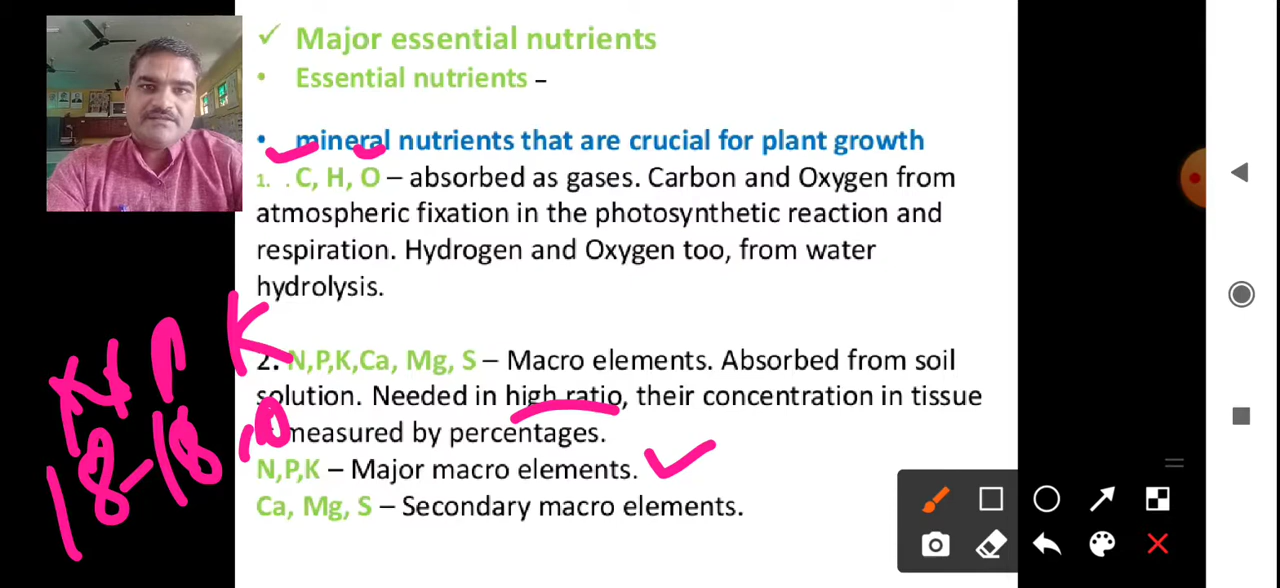 ✓ Major essential nutrients
• Essential nutrients –
• mineral nutrients that are crucial for plant growth
1. . C, H, O – absorbed as gases. Carbon and Oxygen from
atmospheric fixation in the photosynthetic reaction and
respiration. Hydrogen and Oxygen too, from water
hydrolysis.
2. N,P,K,Ca, Mg, S – Macro elements. Absorbed from soil
solution. Needed in high ratio, their concentration in tissue
measured by percentages.
N,P,K – Major macro elements.
Ca, Mg, S – Secondary macro elements.
N P K
18-18